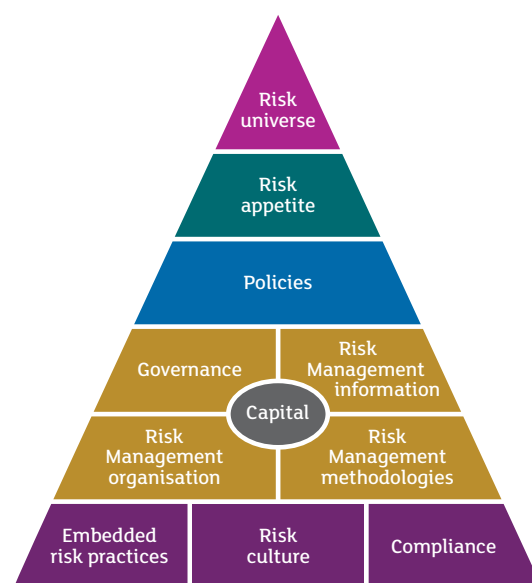 Risk
universe
Risk
appetite
Policies
Governance
Risk
Management
information
Capital
Risk
Management
organisation
Risk
Management
methodologies
Embedded
risk practices
Risk
culture
Compliance